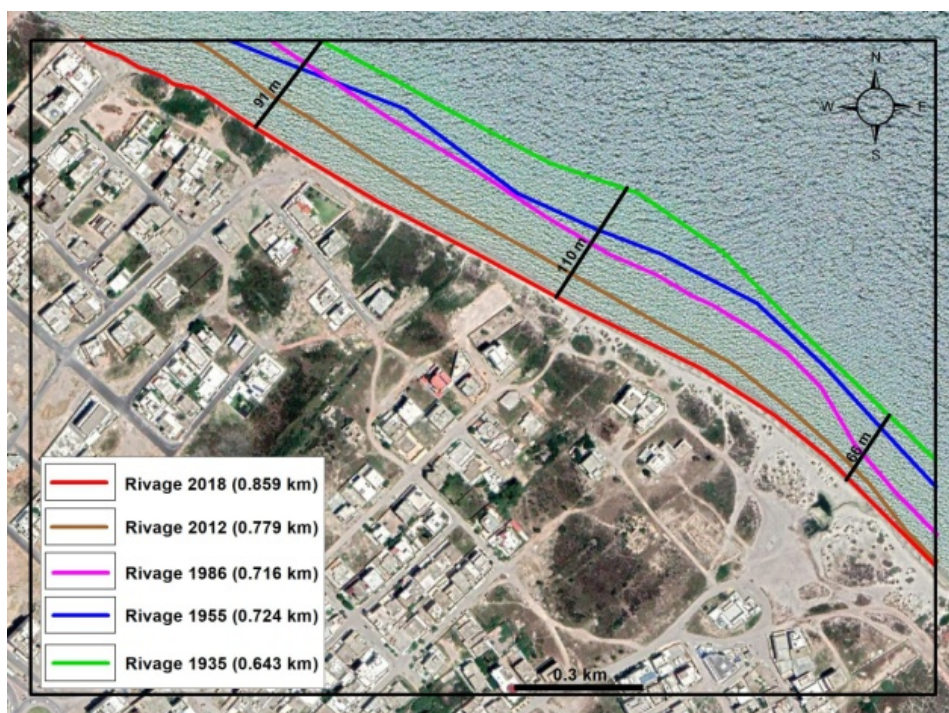 N
W E
S
91 m
110 m
66 m
Rivage 2018 (0.859 km)
Rivage 2012 (0.779 km)
Rivage 1986 (0.716 km)
Rivage 1955 (0.724 km)
Rivage 1935 (0.643 km)
0.3 km